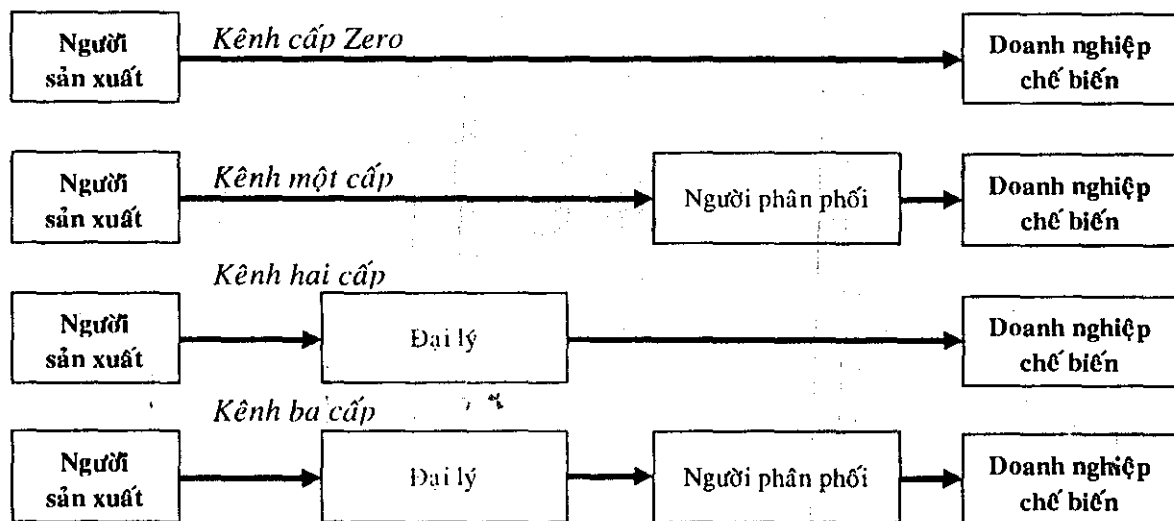 Người
sản xuất
Kênh cấp Zero
Doanh nghiệp
chế biến
Người
sản xuất
Kênh một cấp
Người phân phối
Doanh nghiệp
chế biến
Kênh hai cấp
Người
sản xuất
Đại lý
Doanh nghiệp
chế biến
Kênh ba cấp
Người
sản xuất
Đại lý
Người phân phối
Doanh nghiệp
chế biến